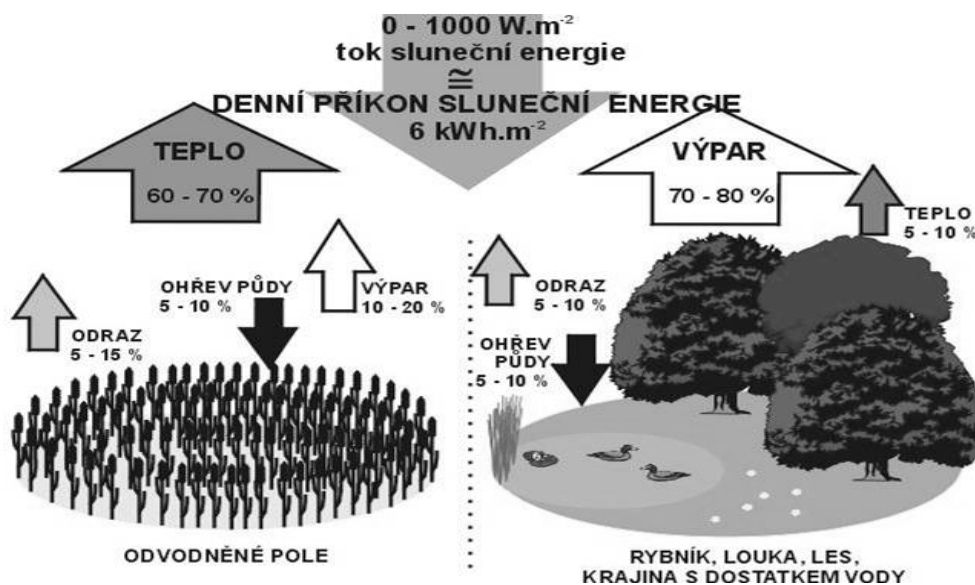 0 - 1000 W.m⁻²
tok sluneční energie
≅
DENNÍ PŘÍKON SLUNEČNÍ ENERGIE
6 kWh.m⁻²
TEPLO
60 - 70 %
ODRAZ
5 - 15 %
OHŘEV PŮDY
5 - 10 %
VÝPAR
10 - 20 %
ODVODNĚNÉ POLE
VÝPAR
70 - 80 %
TEPLO
5 - 10 %
ODRAZ
5 - 10 %
OHŘEV
PŮDY
5 - 10 %
RYBNÍK, LOUKA, LES,
KRAJINA S DOSTATKEM VODY